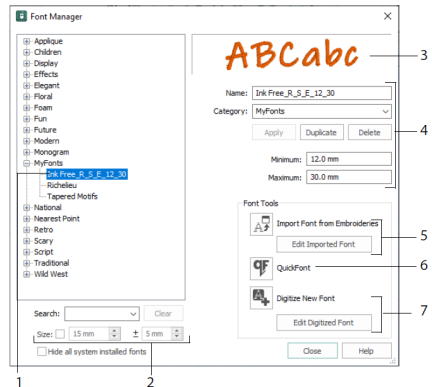 Font Manager
Applique
Children
Display
Effects
Elegant
Floral
Foam
Fun
Future
Modern
Monogram
MyFonts
Ink Free_R_S_E_12_30
Richelieu
Tapered Motifs
National
Nearest Point
Retro
Scary
Script
Traditional
Wild West
Search:
Clear
Size:
15 mm
± 5 mm
Hide all system installed fonts
1
2
ABCabc
3
Name: Ink Free_R_S_E_12_30
Category: MyFonts
Apply Duplicate Delete
4
Minimum: 12.0 mm
Maximum: 30.0 mm
Font Tools
Import Font from Embroideries
Edit Imported Font
5
QuickFont
6
Digitize New Font
Edit Digitized Font
7
Close Help